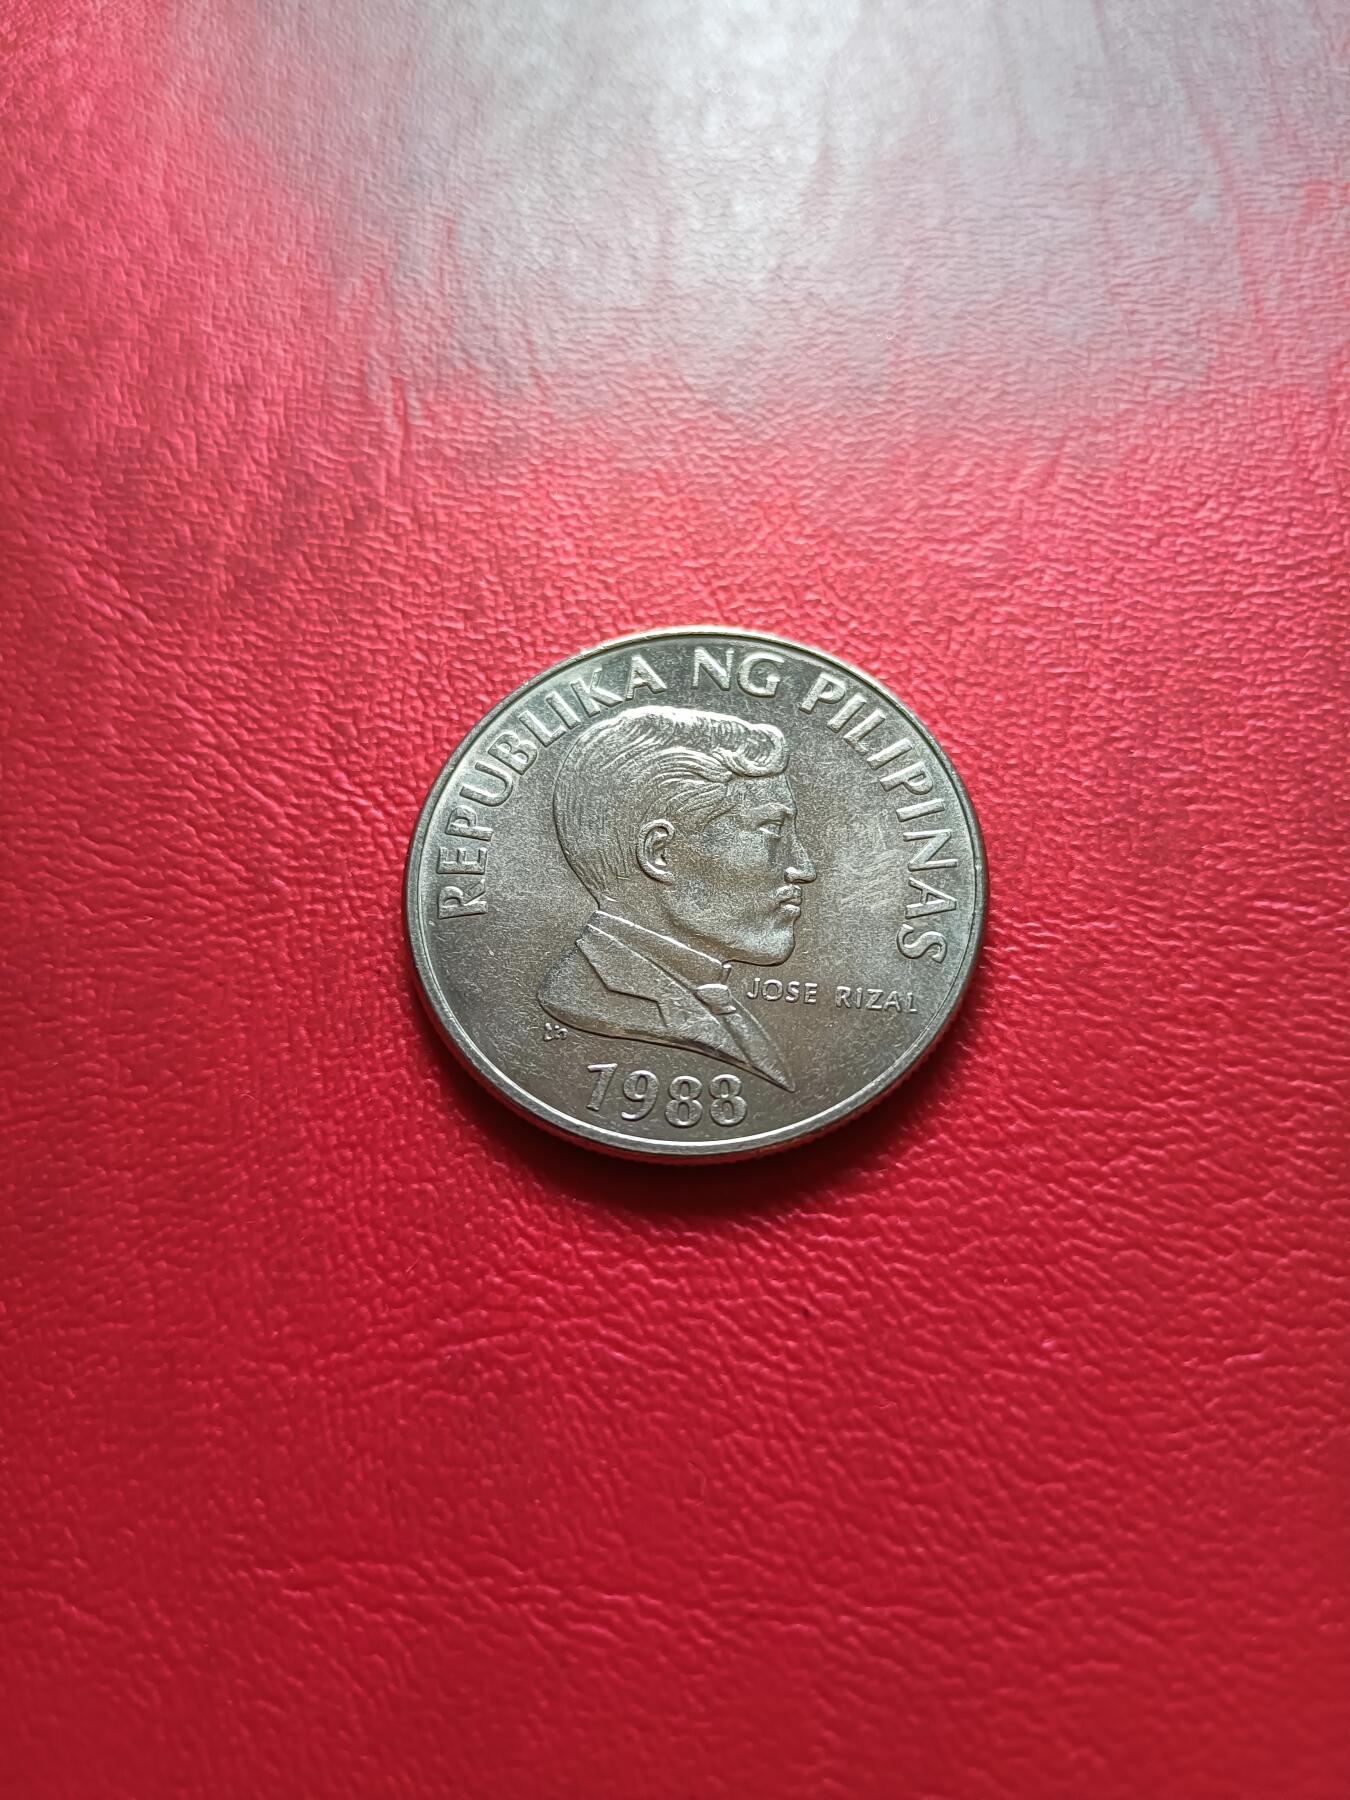 REPUBLIKA NG PILIPINAS
JOSE RIZAL
1988